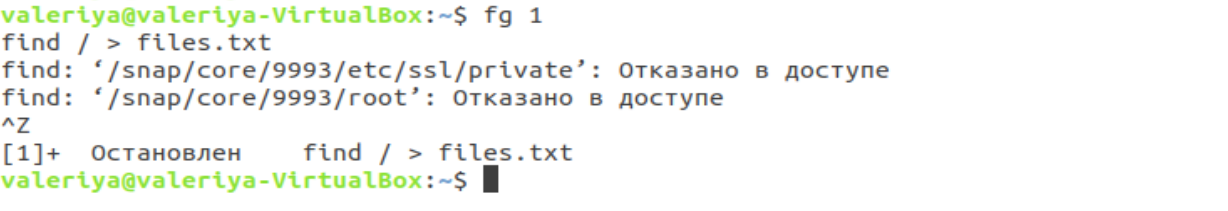 valeriya@valeriya-VirtualBox:~$ fg 1
find / > files.txt
find: ‘/snap/core/9993/etc/ssl/private’: Отказано в доступе
find: ‘/snap/core/9993/root’: Отказано в доступе
^Z
[1]+  Остановлен    find / > files.txt
valeriya@valeriya-VirtualBox:~$